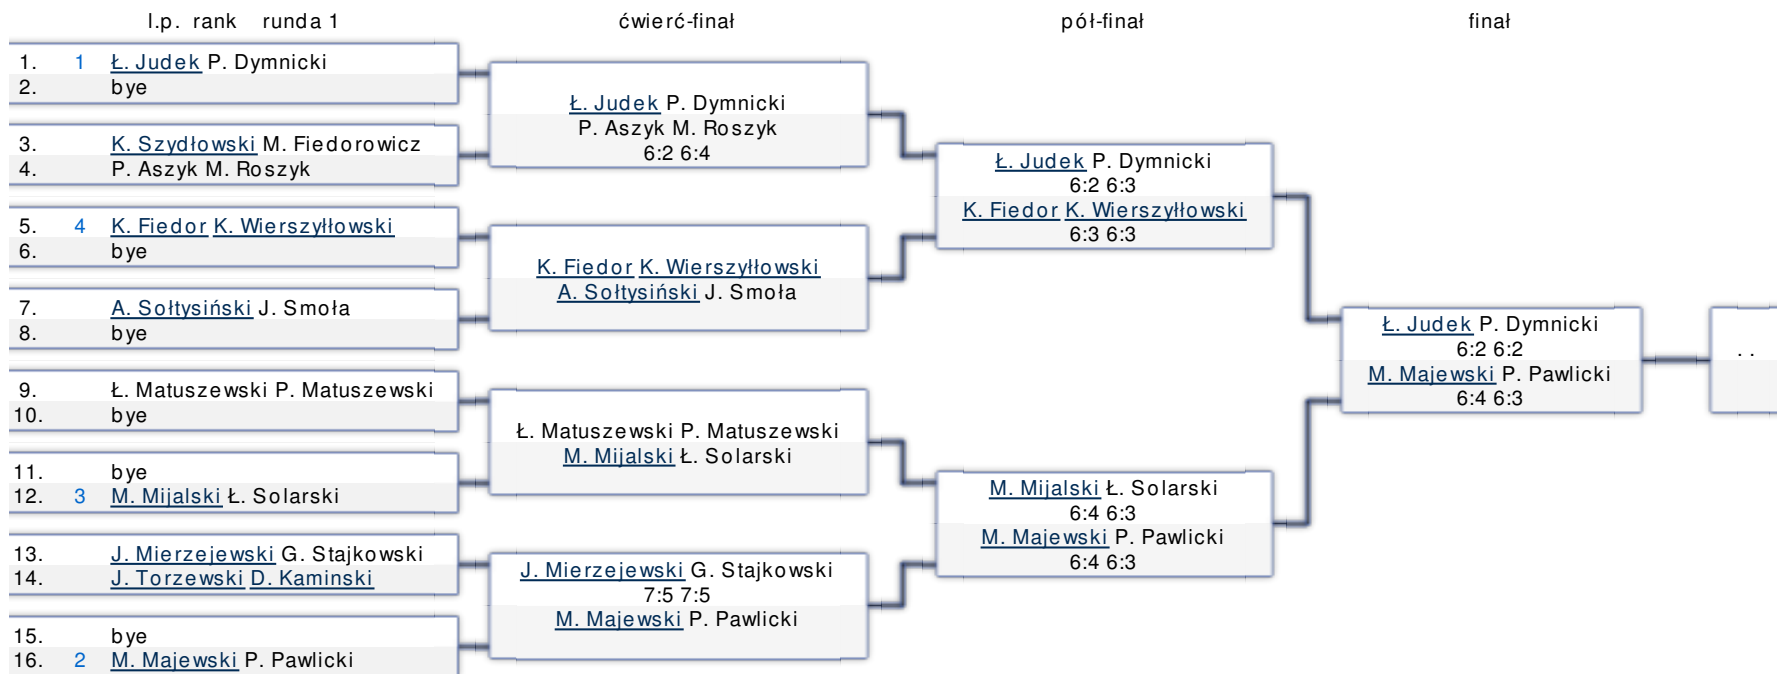 l.p. rank runda 1
ćwierć-finał
pół-finał
finał
1. 1 Ł. Judek P. Dymnicki
2. bye
3. K. Szydłowski M. Fiedorowicz
4. P. Aszyk M. Roszyk
5. 4 K. Fiedor K. Wierszyłłowski
6. bye
7. A. Sołtysiński J. Smoła
8. bye
9. Ł. Matuszewski P. Matuszewski
10. bye
11. bye
12. 3 M. Mijalski Ł. Solarski
13. J. Mierzejewski G. Stajkowski
14. J. Torzewski D. Kaminski
15. bye
16. 2 M. Majewski P. Pawlicki
Ł. Judek P. Dymnicki
P. Aszyk M. Roszyk
6:2 6:4
K. Fiedor K. Wierszyłłowski
A. Sołtysiński J. Smoła
Ł. Matuszewski P. Matuszewski
M. Mijalski Ł. Solarski
J. Mierzejewski G. Stajkowski
7:5 7:5
M. Majewski P. Pawlicki
Ł. Judek P. Dymnicki
6:2 6:3
K. Fiedor K. Wierszyłłowski
6:3 6:3
M. Mijalski Ł. Solarski
6:4 6:3
M. Majewski P. Pawlicki
6:4 6:3
Ł. Judek P. Dymnicki
6:2 6:2
M. Majewski P. Pawlicki
6:4 6:3
. .